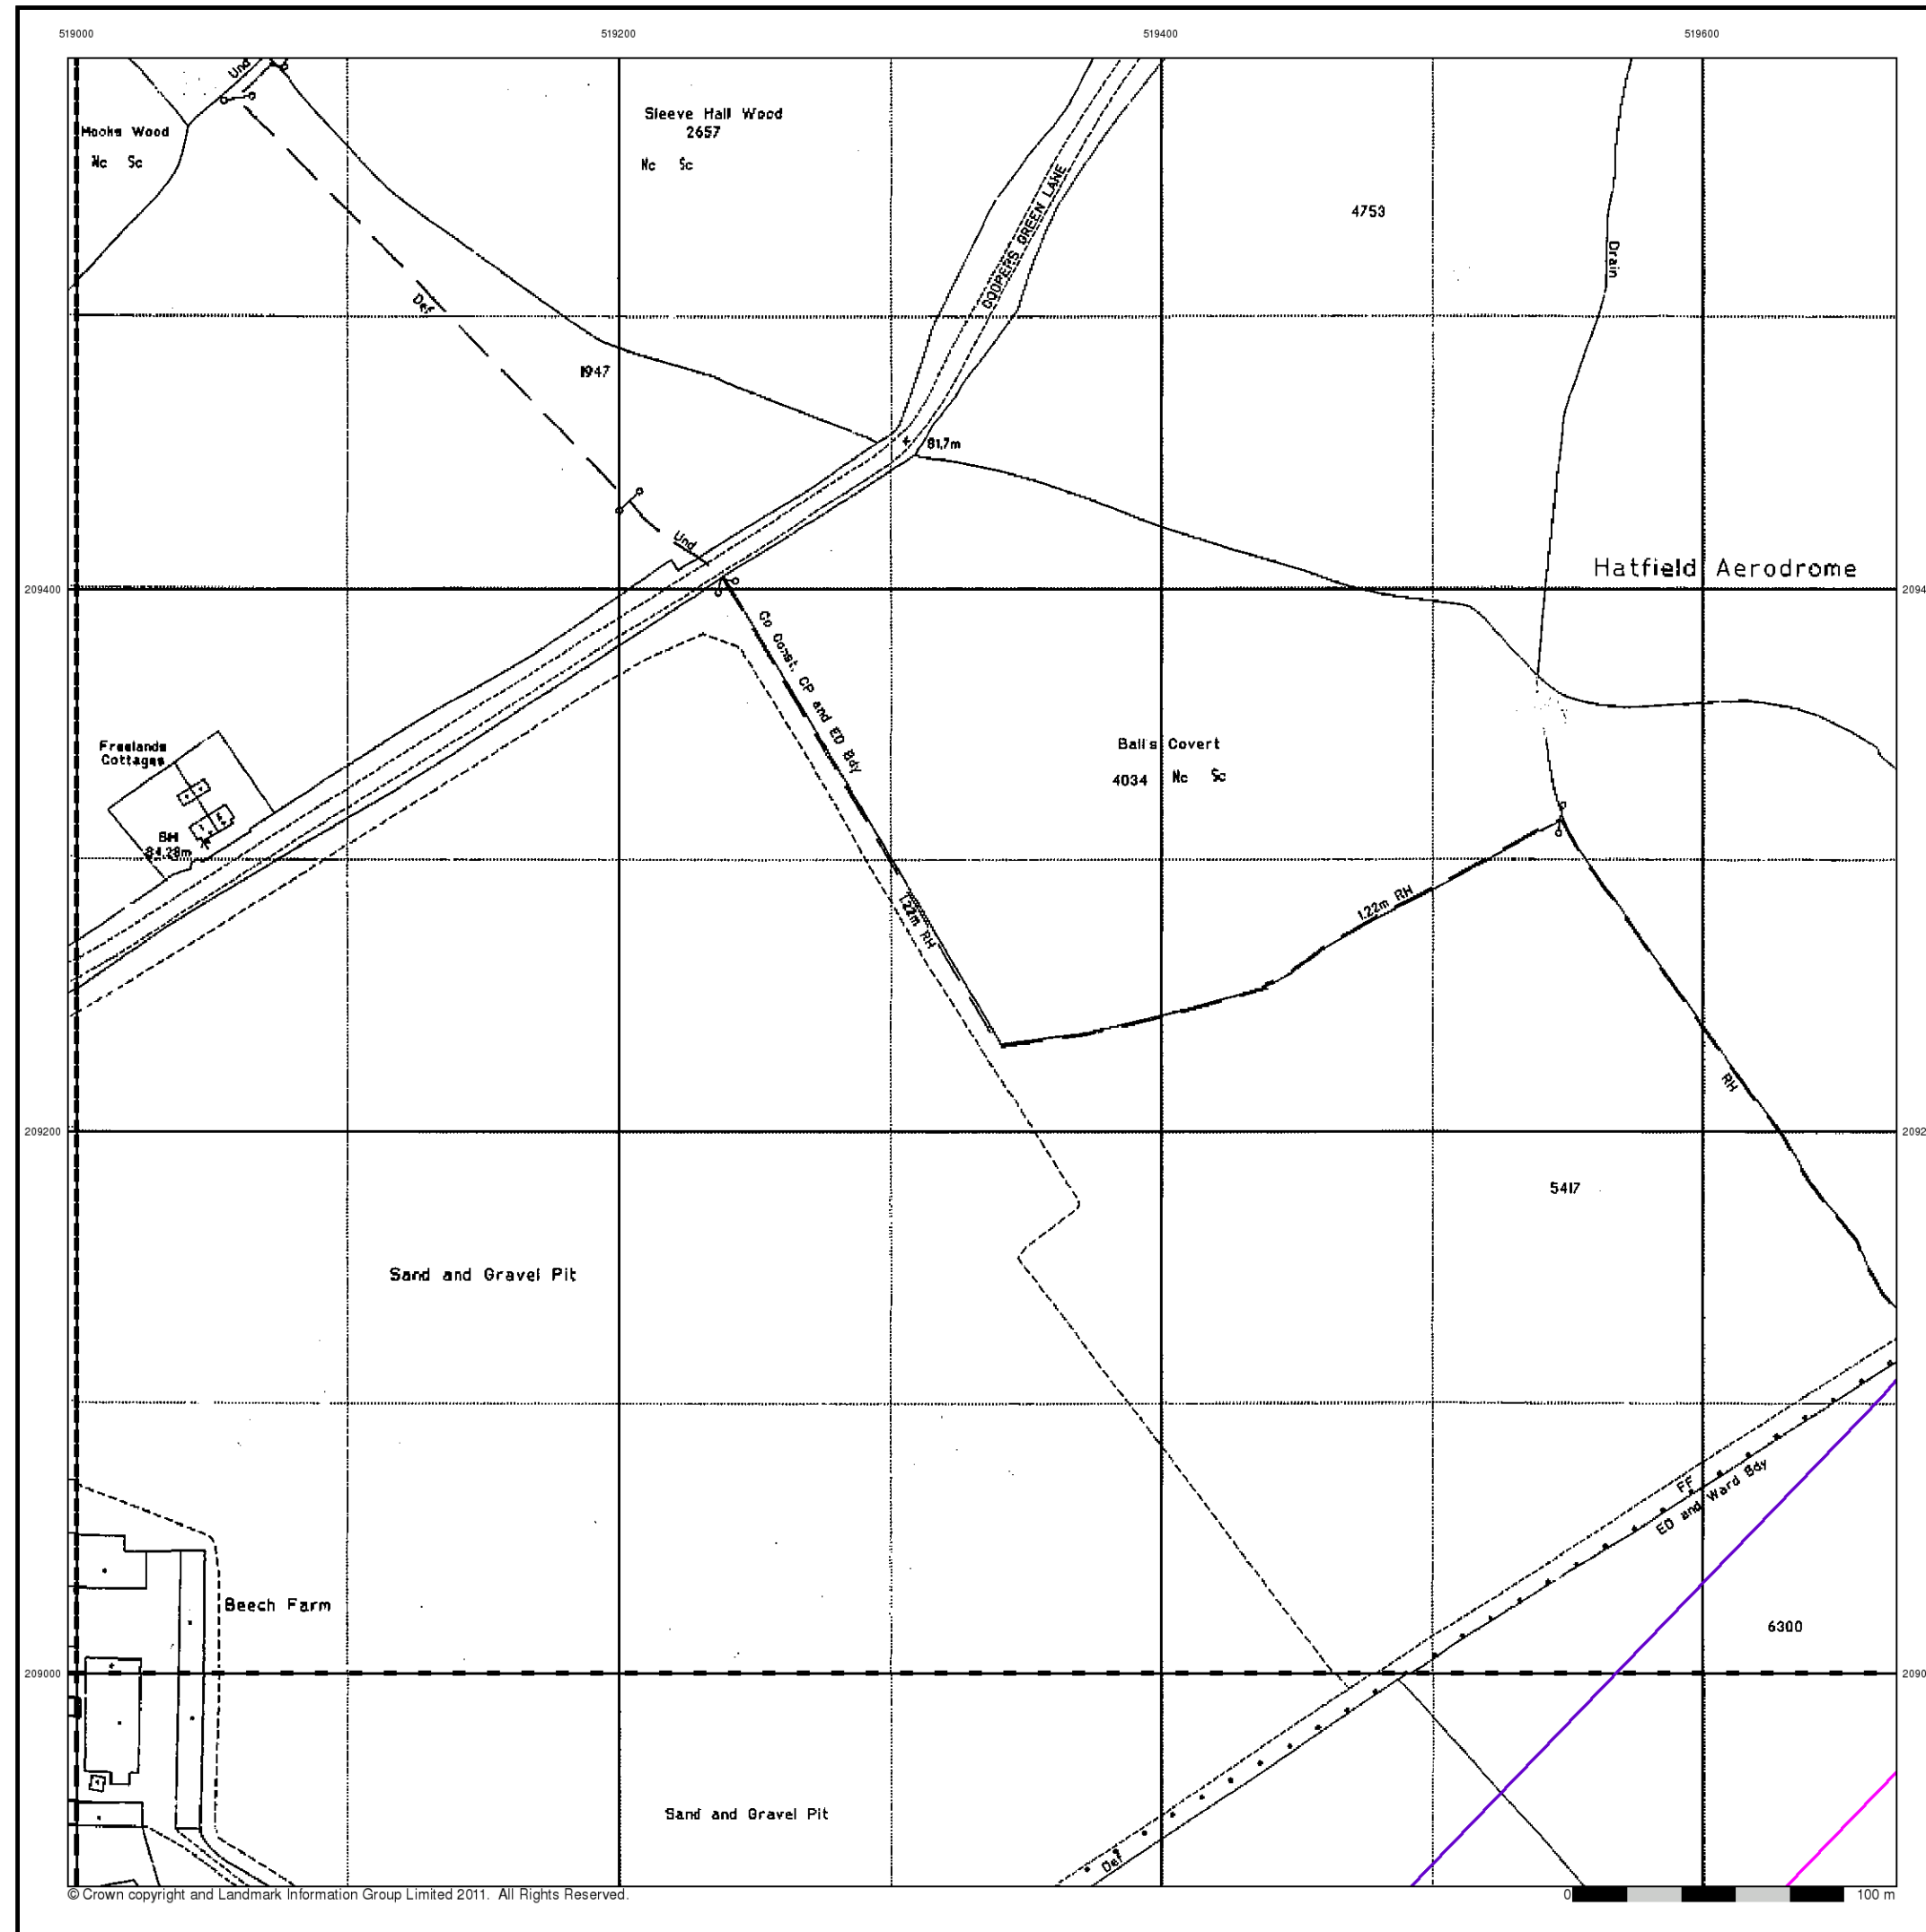 519000 519200 519400 519600
Und
Hooks Wood
Nc Sc
Sleeve Hall Wood
2657
Nc Sc
COOPERS GREEN LANE
4753
Drain
Def
1947
81.7m
Und
Hatfield Aerodrome
209400
2094
Co Const, CP and ED Bdy
Freelands
Cottages
BM
84.28m
Ball's Covert
4034 Nc Sc
1.22m RH
1.22m RH
RH
209200
2092
5417
Sand and Gravel Pit
FF
ED and Ward Bdy
Beech Farm
6300
209000
2090
Sand and Gravel Pit
Def
© Crown copyright and Landmark Information Group Limited 2011. All Rights Reserved.
0 100 m